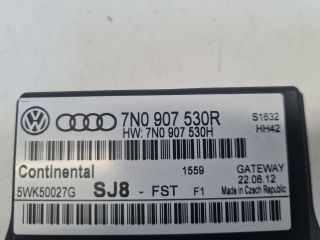 7N0 907 530R S1632
HW: 7N0 907 530H HH42
Continental 1559 GATEWAY
5WK50027G SJ8 - FST F1 22.06.12
Made in Czech Republic